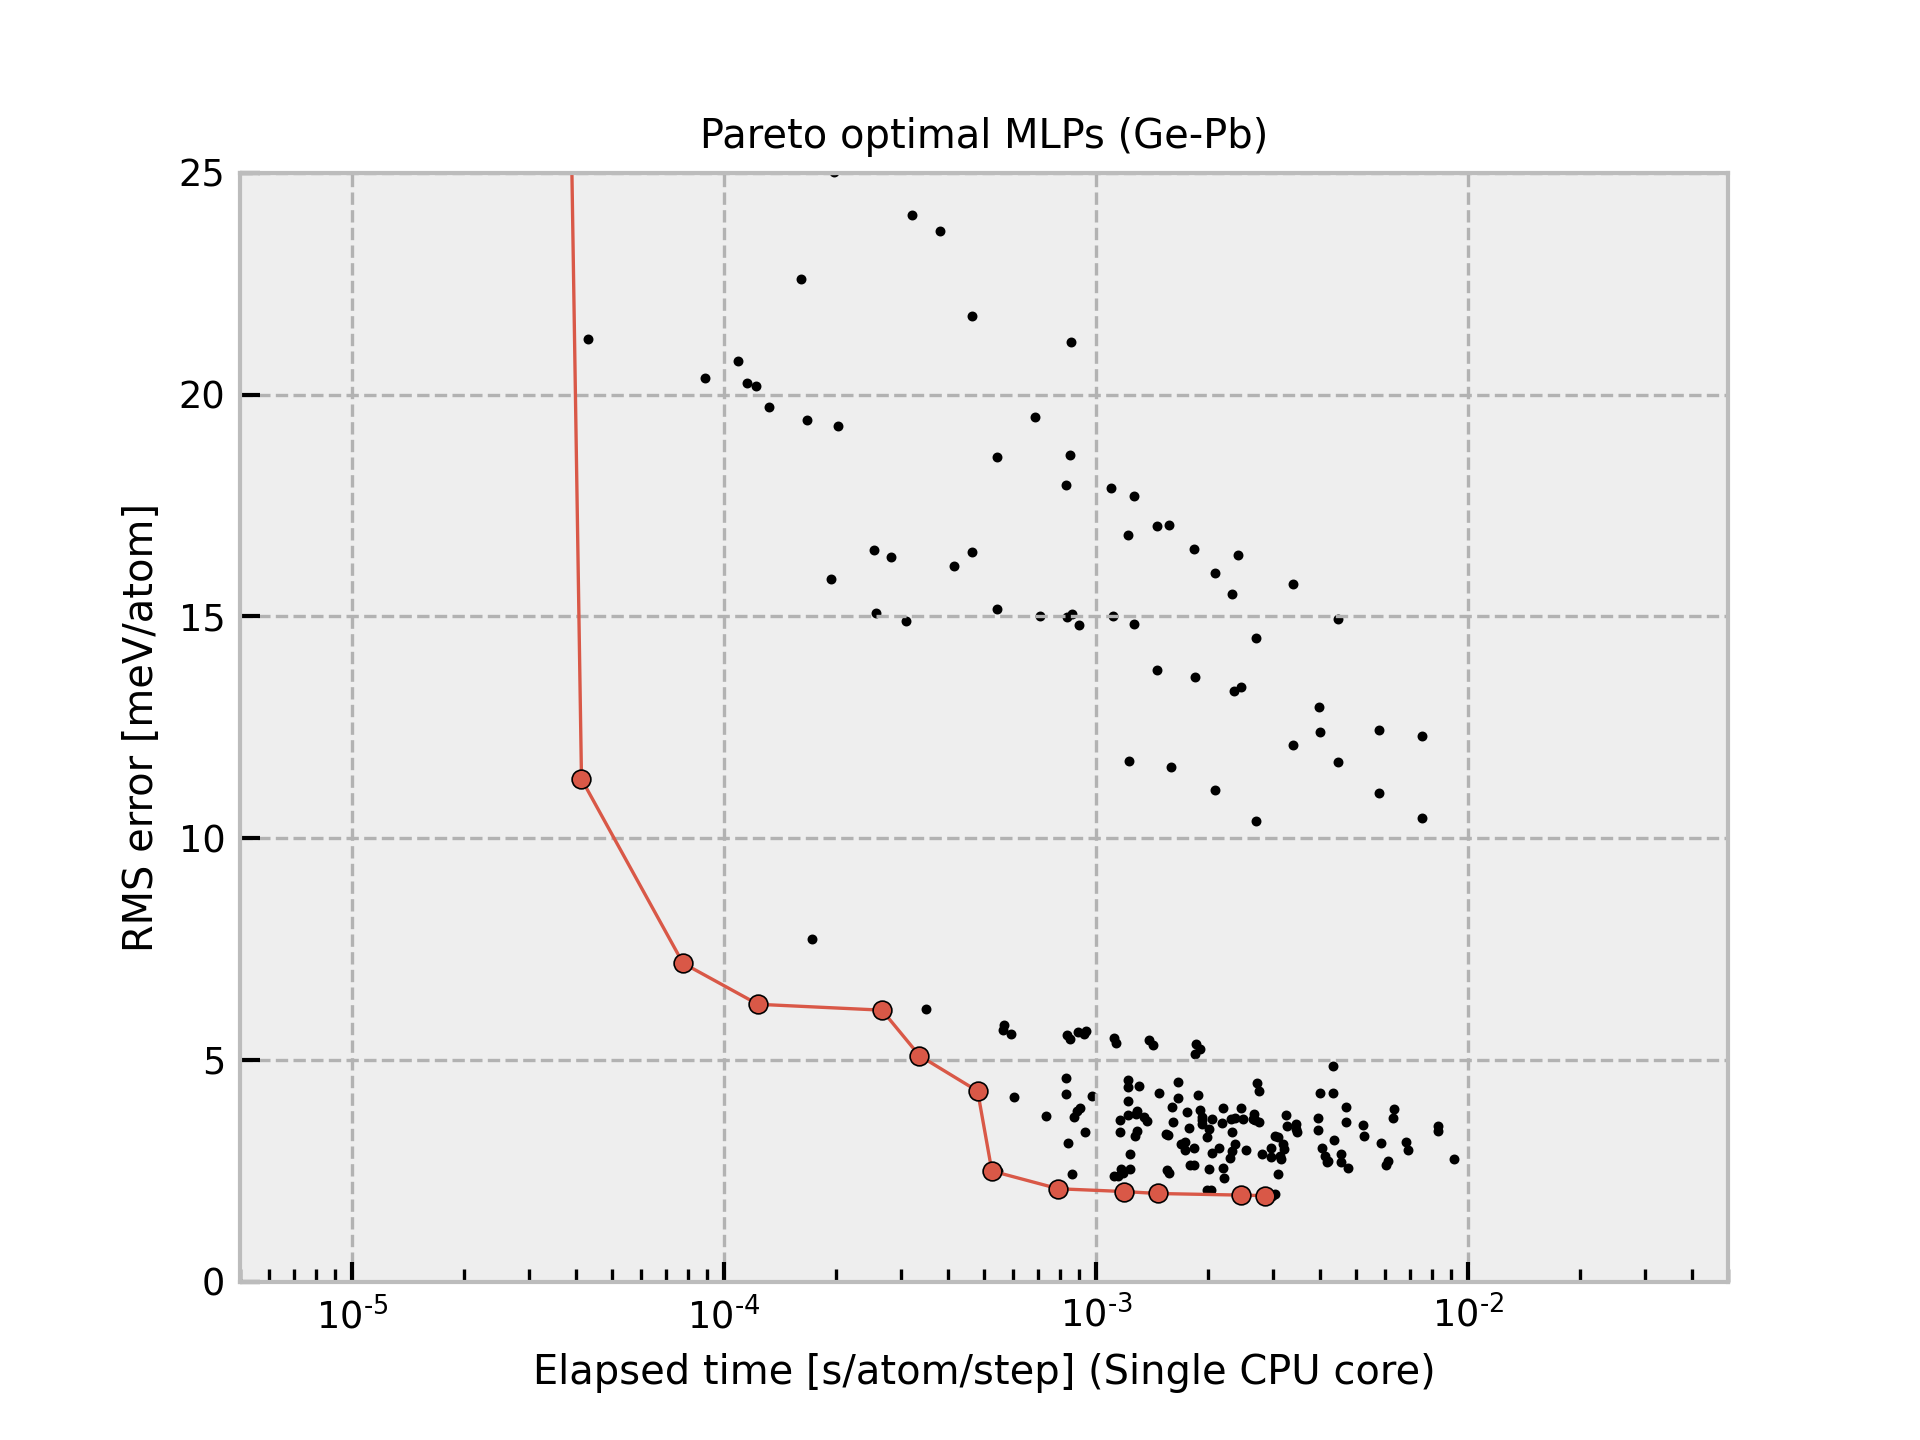 Pareto optimal MLPs (Ge-Pb)
25
20
15
10
5
0
RMS error [meV/atom]
10-5 10-4 10-3 10-2
Elapsed time [s/atom/step] (Single CPU core)